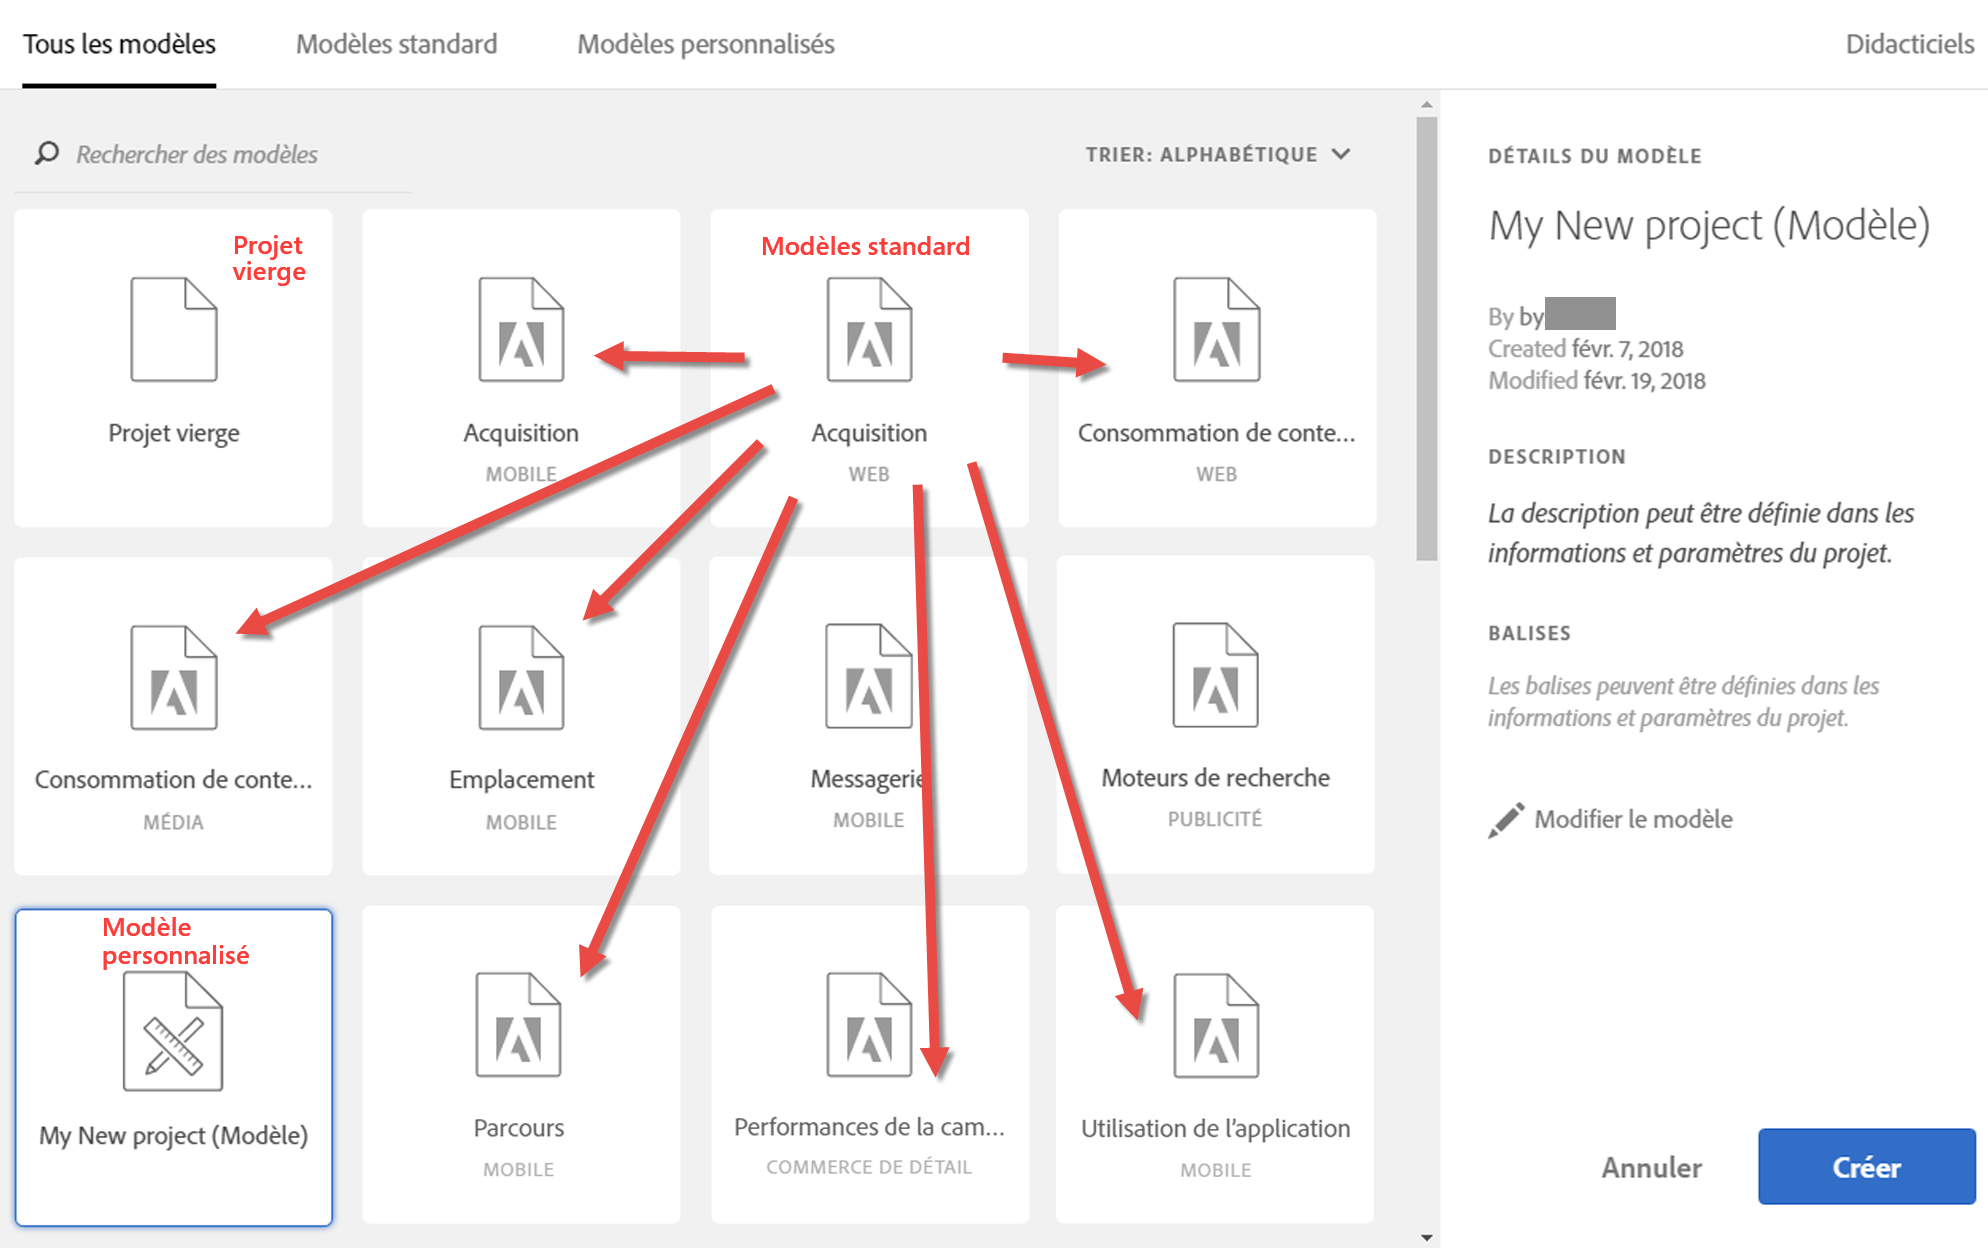 Tous les modèles
Modèles standard
Modèles personnalisés
Didacticiels
Rechercher des modèles
TRIER: ALPHABÉTIQUE
Projet
vierge
Projet vierge
Acquisition
MOBILE
Modèles standard
Acquisition
WEB
Consommation de conte...
WEB
Consommation de conte...
MÉDIA
Emplacement
MOBILE
Messagerie
MOBILE
Moteurs de recherche
PUBLICITÉ
Modèle
personnalisé
My New project (Modèle)
Parcours
MOBILE
Performances de la cam...
COMMERCE DE DÉTAIL
Utilisation de l'application
MOBILE
DÉTAILS DU MODÈLE
My New project (Modèle)
By by
Created févr. 7, 2018
Modified févr. 19, 2018
DESCRIPTION
La description peut être définie dans les
informations et paramètres du projet.
BALISES
Les balises peuvent être définies dans les
informations et paramètres du projet.
Modifier le modèle
Annuler
Créer